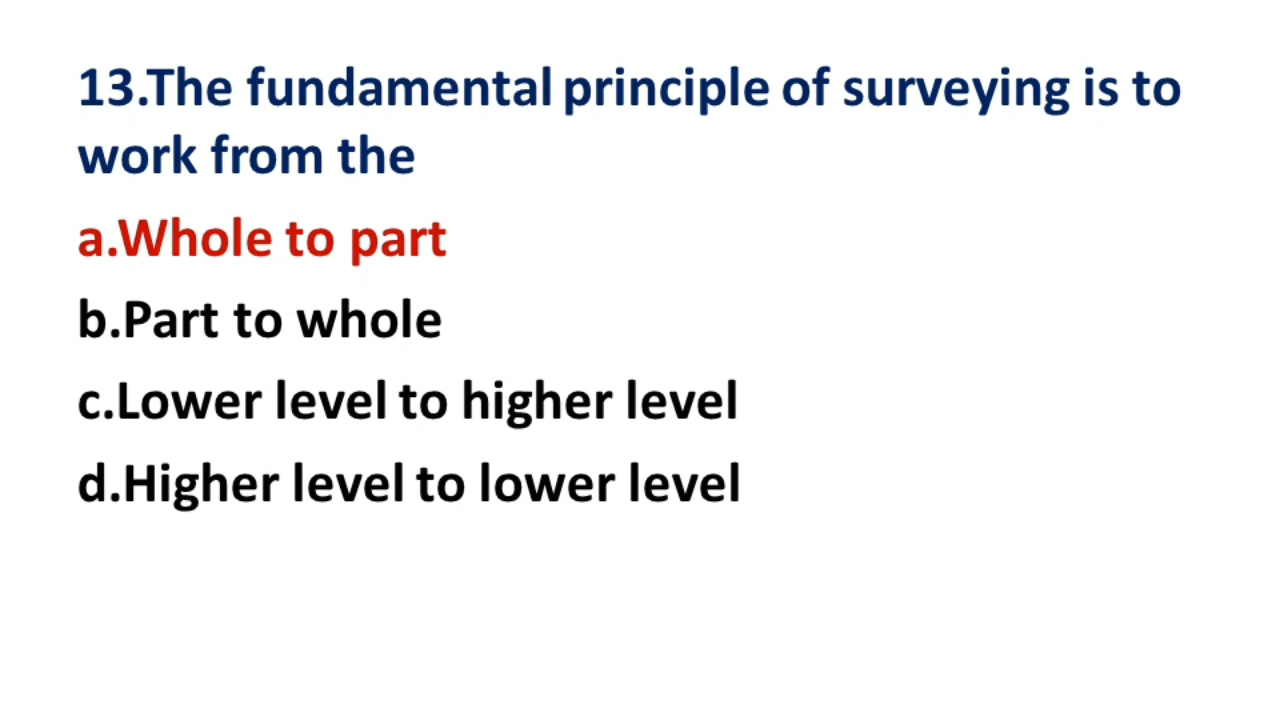 13.The fundamental principle of surveying is to
work from the
a.Whole to part
b.Part to whole
c.Lower level to higher level
d.Higher level to lower level